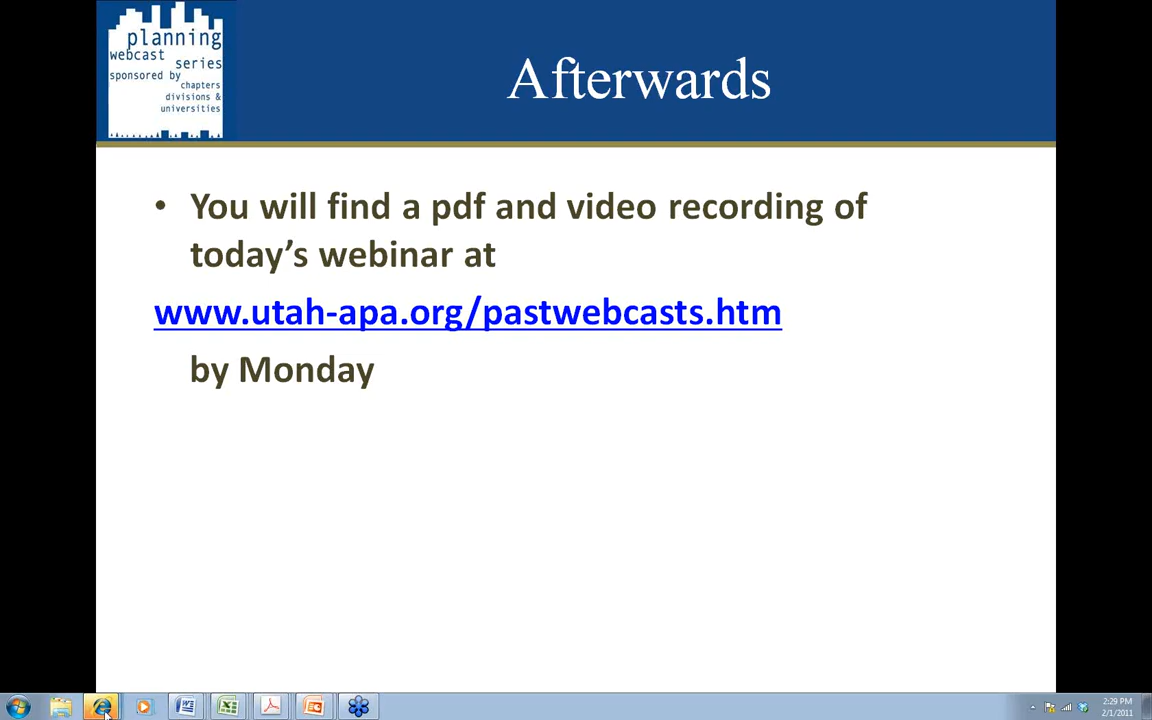 planning
webcast
series
sponsored by
chapters
divisions &
universities
Afterwards
• You will find a pdf and video recording of
today’s webinar at
www.utah-apa.org/pastwebcasts.htm
by Monday
2:29 PM
2/1/2011